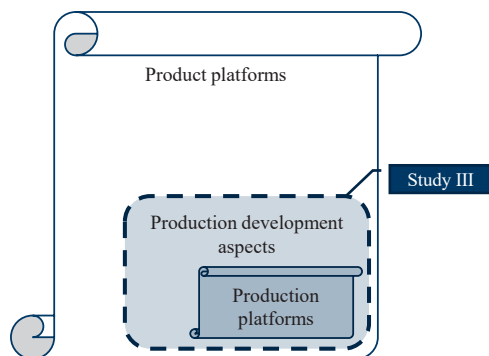 Product platforms
Study III
Production development
aspects
Production
platforms